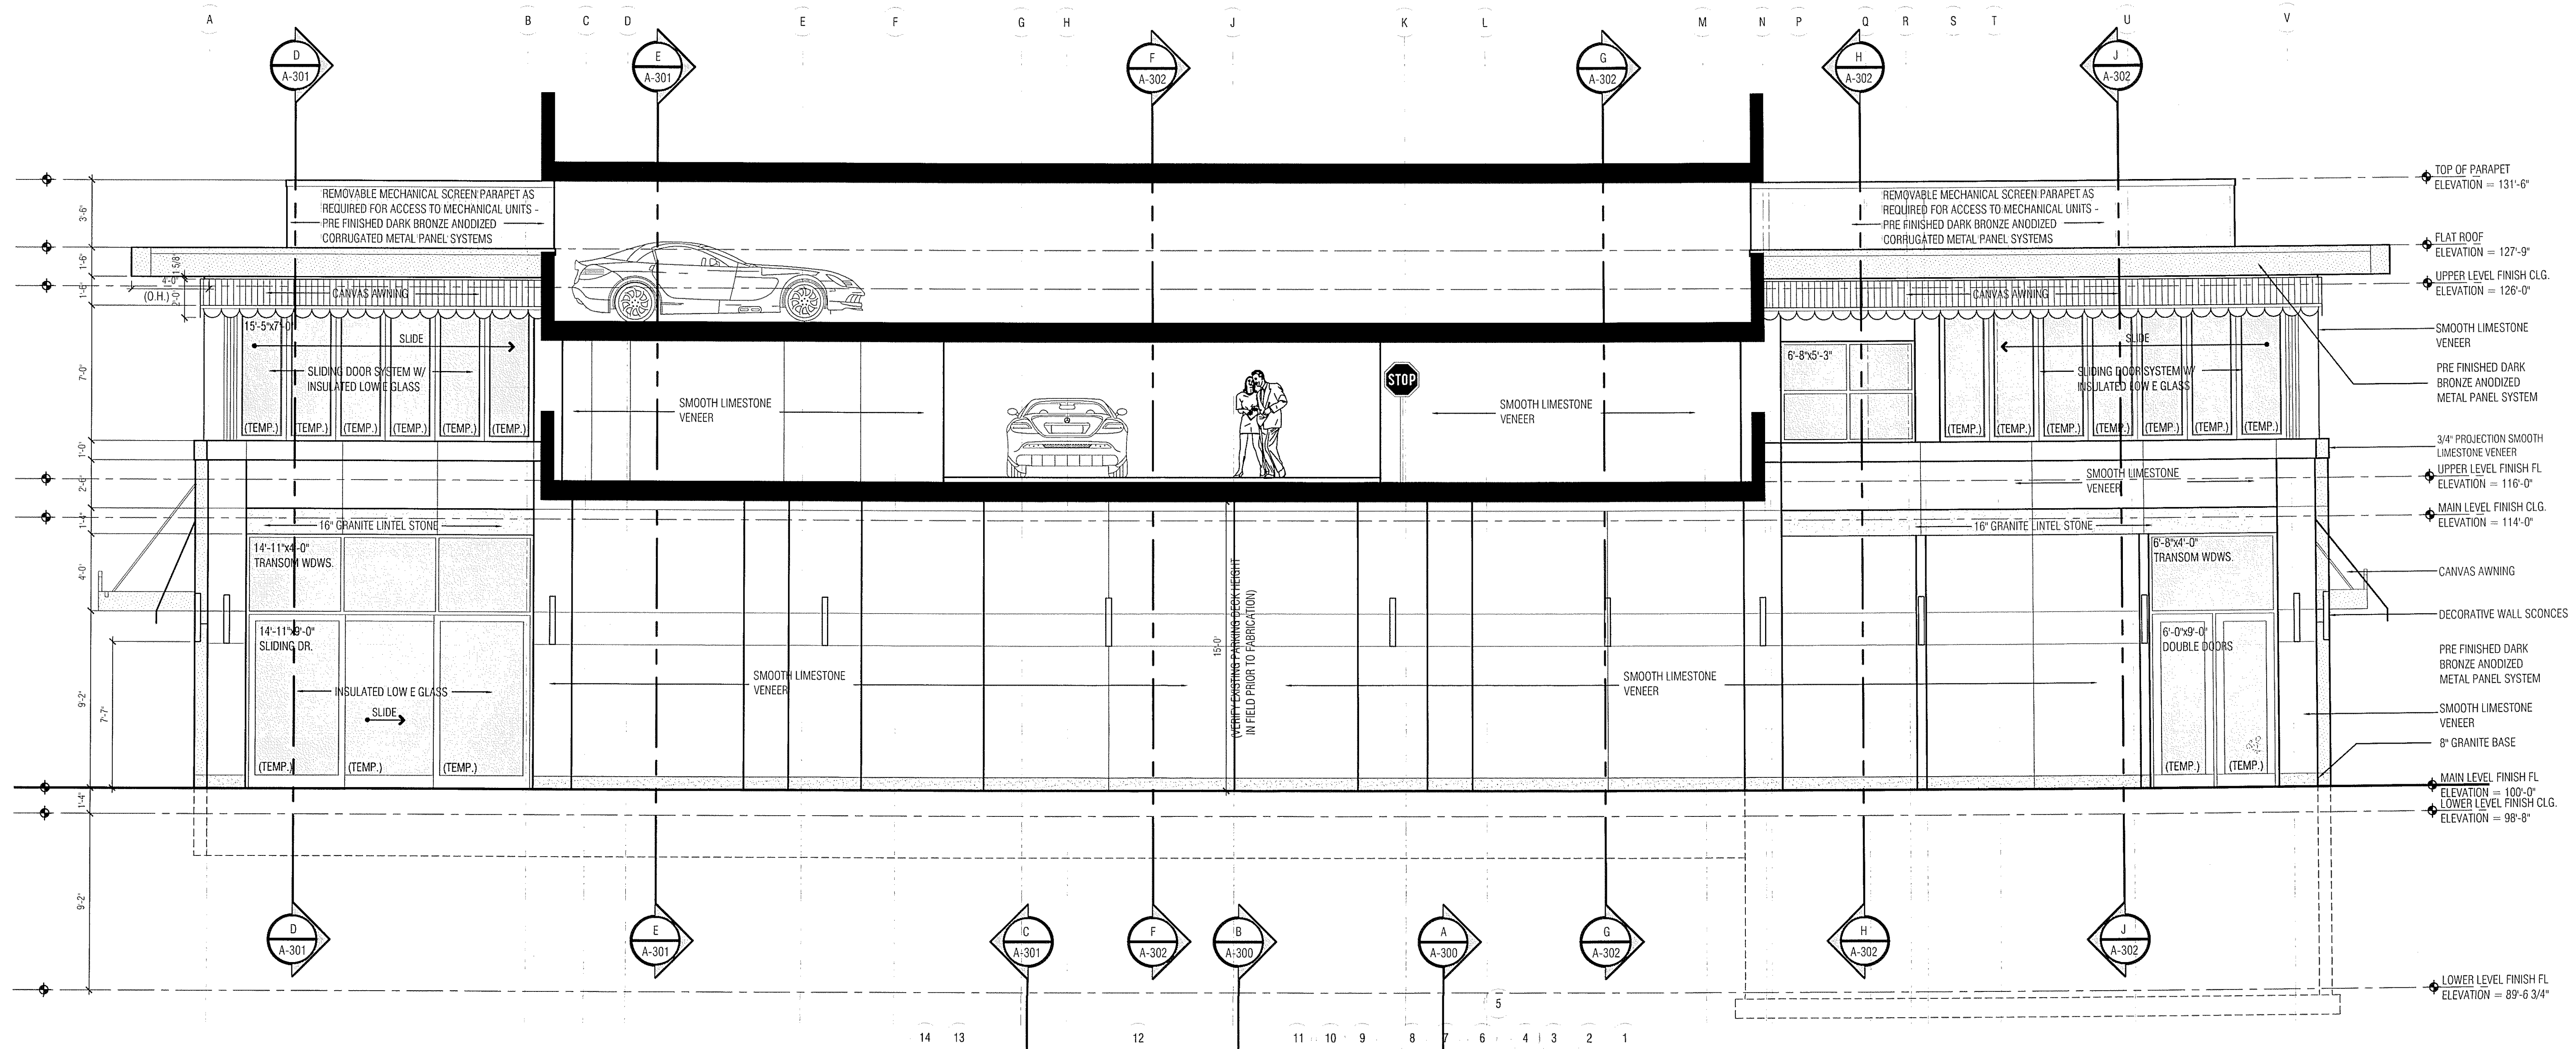 A B C D E F G H J K L M N P Q R S T U V
D
A-301
E
A-301
F
A-302
G
A-302
H
A-302
J
A-302
REMOVABLE MECHANICAL SCREEN PARAPET AS
REQUIRED FOR ACCESS TO MECHANICAL UNITS -
PRE FINISHED DARK BRONZE ANODIZED
CORRUGATED METAL PANEL SYSTEMS
REMOVABLE MECHANICAL SCREEN PARAPET AS
REQUIRED FOR ACCESS TO MECHANICAL UNITS -
PRE FINISHED DARK BRONZE ANODIZED
CORRUGATED METAL PANEL SYSTEMS
TOP OF PARAPET
ELEVATION = 131'-6"
FLAT ROOF
ELEVATION = 127'-9"
UPPER LEVEL FINISH CLG.
ELEVATION = 126'-0"
3'-6"
1'-6"
1 5/8"
4'-0"
(O.H.)
2'-0"
7'-0"
1'-0"
2'-6"
1'-4"
4'-0"
9'-2"
7'-7"
1'-4"
9'-2"
CANVAS AWNING
CANVAS AWNING
15'-5"x7'-0"
SLIDE
SLIDING DOOR SYSTEM W/
INSULATED LOW E GLASS
(TEMP.) (TEMP.) (TEMP.) (TEMP.) (TEMP.) (TEMP.)
SMOOTH LIMESTONE
VENEER
STOP
SMOOTH LIMESTONE
VENEER
6'-8"x5'-3"
SLIDE
SLIDING DOOR SYSTEM W/
INSULATED LOW E GLASS
(TEMP.) (TEMP.) (TEMP.) (TEMP.) (TEMP.) (TEMP.) (TEMP.)
SMOOTH LIMESTONE
VENEER
PRE FINISHED DARK
BRONZE ANODIZED
METAL PANEL SYSTEM
3/4" PROJECTION SMOOTH
LIMESTONE VENEER
UPPER LEVEL FINISH FL
ELEVATION = 116'-0"
MAIN LEVEL FINISH CLG.
ELEVATION = 114'-0"
SMOOTH LIMESTONE
VENEER
16" GRANITE LINTEL STONE
16" GRANITE LINTEL STONE
14'-11"x4'-0"
TRANSOM WDWS.
14'-11"x9'-0"
SLIDING DR.
INSULATED LOW E GLASS
SLIDE
(TEMP.) (TEMP.) (TEMP.)
SMOOTH LIMESTONE
VENEER
15'-0"
(VERIFY EXISTING PARKING DECK HEIGHT
IN FIELD PRIOR TO FABRICATION)
SMOOTH LIMESTONE
VENEER
6'-8"x4'-0"
TRANSOM WDWS.
6'-0"x9'-0"
DOUBLE DOORS
(TEMP.) (TEMP.)
CANVAS AWNING
DECORATIVE WALL SCONCES
PRE FINISHED DARK
BRONZE ANODIZED
METAL PANEL SYSTEM
SMOOTH LIMESTONE
VENEER
8" GRANITE BASE
MAIN LEVEL FINISH FL
ELEVATION = 100'-0"
LOWER LEVEL FINISH CLG.
ELEVATION = 98'-8"
D
A-301
E
A-301
C
A-301
F
A-302
B
A-300
A
A-300
G
A-302
H
A-302
J
A-302
LOWER LEVEL FINISH FL
ELEVATION = 89'-6 3/4"
5
14 13 12 11 10 9 8 7 6 4 3 2 1